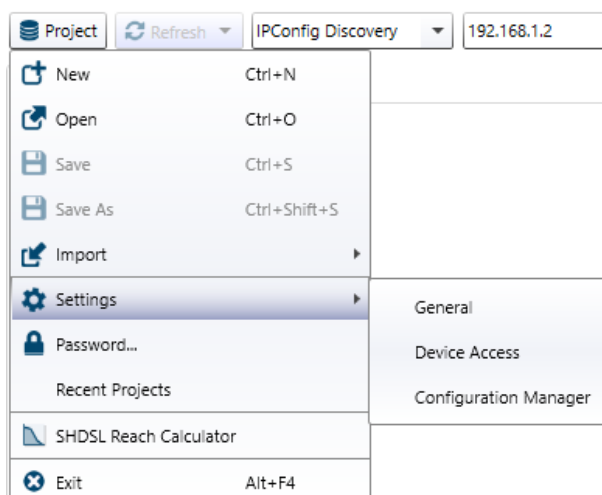 Project Refresh IPConfig Discovery 192.168.1.2
New Ctrl+N
Open Ctrl+O
Save Ctrl+S
Save As Ctrl+Shift+S
Import
Settings
General
Password...
Device Access
Recent Projects
Configuration Manager
SHDSL Reach Calculator
Exit Alt+F4